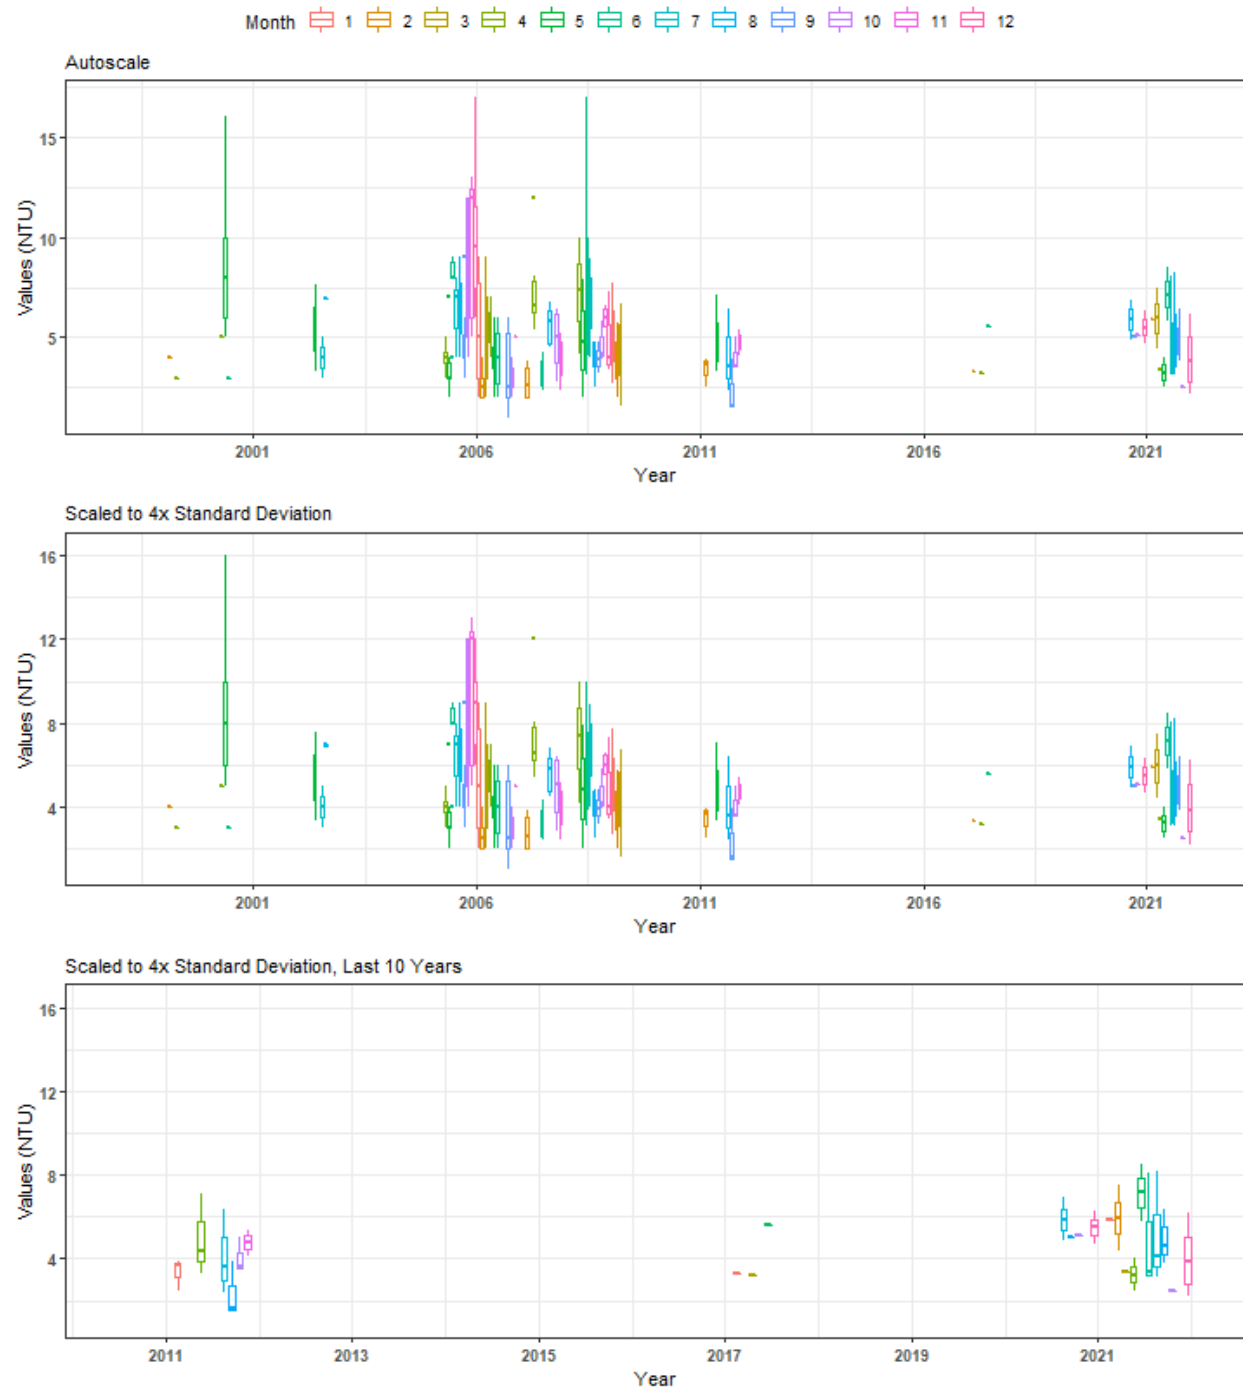 Month 1 2 3 4 5 6 7 8 9 10 11 12
Autoscale
Values (NTU)
15
10
5
2001 2006 2011 2016 2021
Year
Scaled to 4x Standard Deviation
Values (NTU)
16
12
8
4
2001 2006 2011 2016 2021
Year
Scaled to 4x Standard Deviation, Last 10 Years
Values (NTU)
16
12
8
4
2011 2013 2015 2017 2019 2021
Year